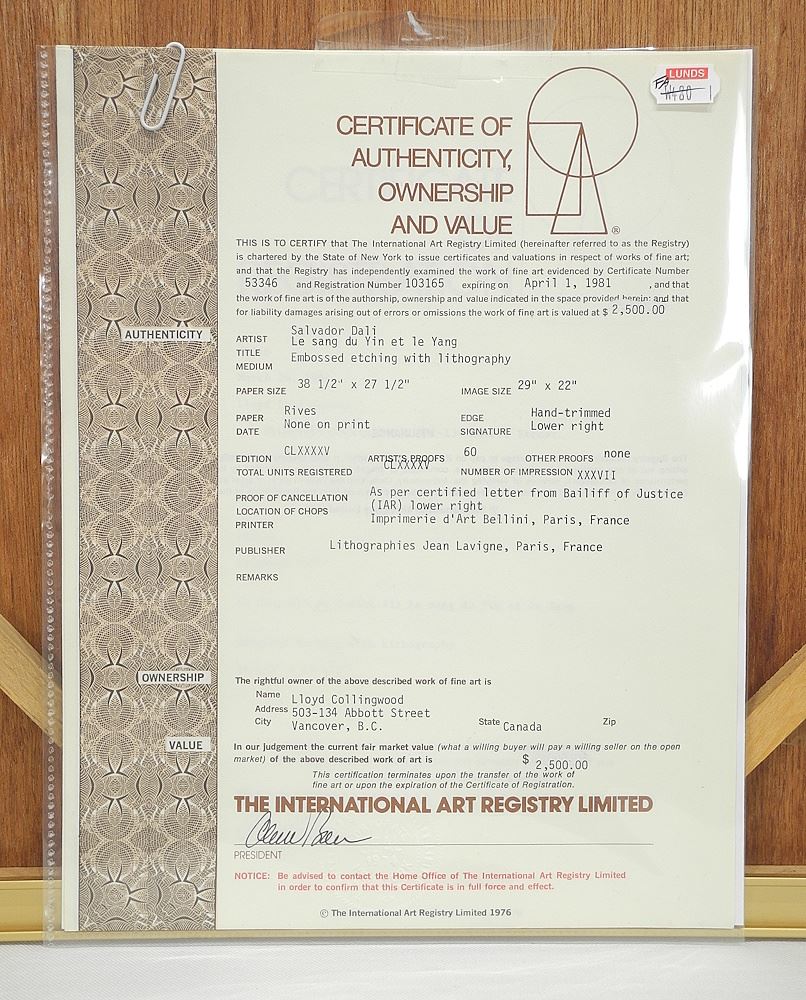 LUNDS
FA
W480 1
CERTIFICATE OF
AUTHENTICITY,
OWNERSHIP
AND VALUE
®
THIS IS TO CERTIFY that The International Art Registry Limited (hereinafter referred to as the Registry)
is chartered by the State of New York to issue certificates and valuations in respect of works of fine art;
and that the Registry has independently examined the work of fine art evidenced by Certificate Number
53346 and Registration Number 103165 expiring on April 1, 1981 , and that
the work of fine art is of the authorship, ownership and value indicated in the space provided herein: and that
for liability damages arising out of errors or omissions the work of fine art is valued at $ 2,500.00
AUTHENTICITY
ARTIST Salvador Dali
TITLE Le sang du Yin et le Yang
MEDIUM Embossed etching with lithography
PAPER SIZE 38 1/2" x 27 1/2" IMAGE SIZE 29" x 22"
PAPER Rives EDGE Hand-trimmed
DATE None on print SIGNATURE Lower right
EDITION CLXXXXV ARTIST'S PROOFS 60 OTHER PROOFS none
TOTAL UNITS REGISTERED CLXXXXV NUMBER OF IMPRESSION XXXVII
PROOF OF CANCELLATION As per certified letter from Bailiff of Justice
LOCATION OF CHOPS (IAR) lower right
PRINTER Imprimerie d'Art Bellini, Paris, France
PUBLISHER Lithographies Jean Lavigne, Paris, France
REMARKS
OWNERSHIP
The rightful owner of the above described work of fine art is
Name Lloyd Collingwood
Address 503-134 Abbott Street
City Vancover, B.C. State Canada Zip
VALUE
In our judgement the current fair market value (what a willing buyer will pay a willing seller on the open
market) of the above described work of art is $ 2,500.00
This certification terminates upon the transfer of the work of
fine art or upon the expiration of the Certificate of Registration.
THE INTERNATIONAL ART REGISTRY LIMITED
PRESIDENT
NOTICE: Be advised to contact the Home Office of The International Art Registry Limited
in order to confirm that this Certificate is in full force and effect.
© The International Art Registry Limited 1976